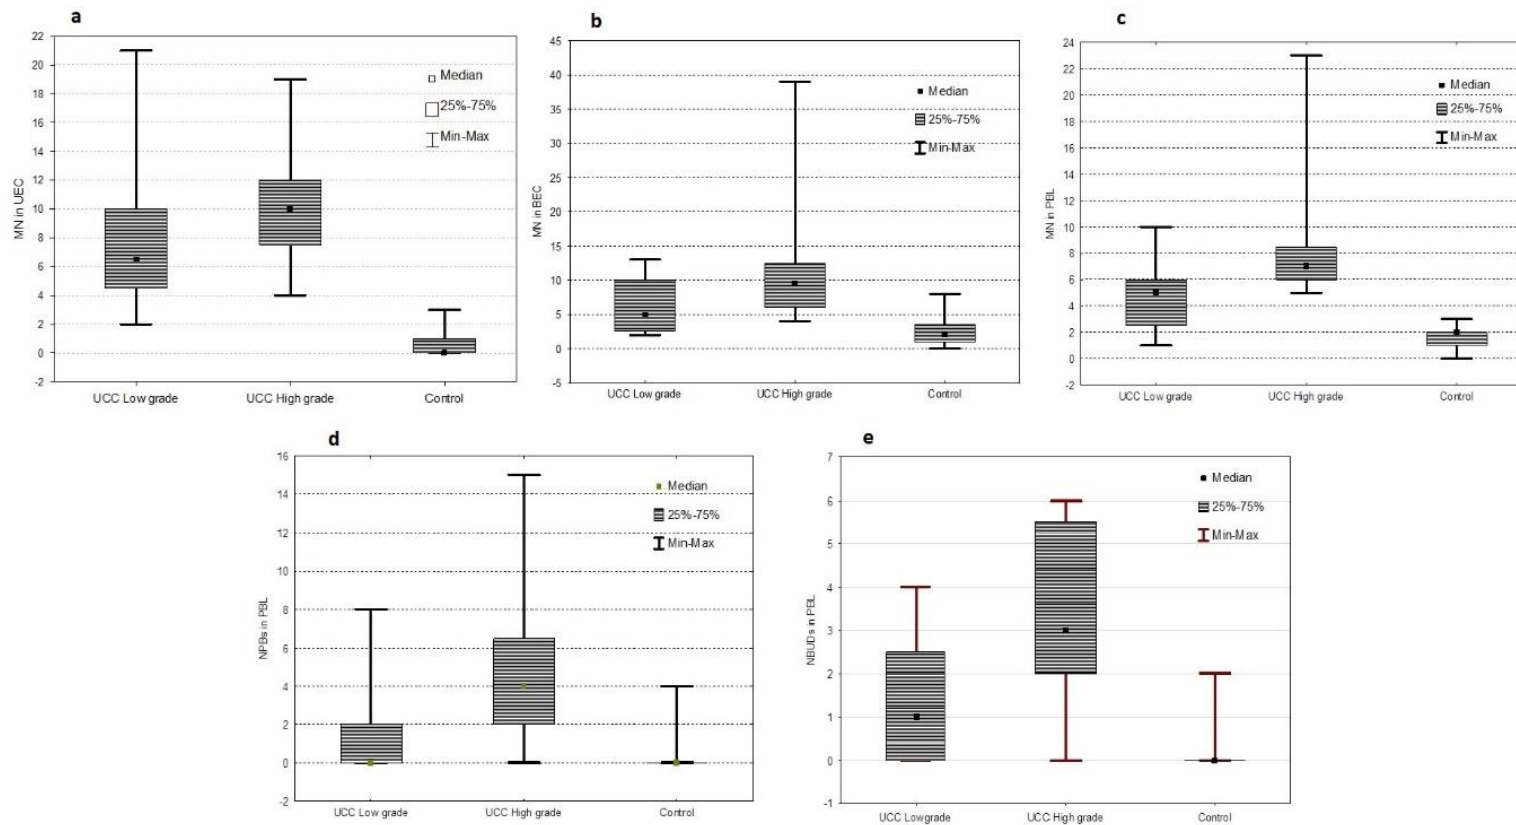 a
22
20
18
16
14
12
10
8
6
4
2
0
-2
MN in UEC
Median
25%-75%
Min-Max
UCC Low grade
UCC High grade
Control
b
45
40
35
30
25
20
15
10
5
0
-5
MN in BEC
Median
25%-75%
Min-Max
UCC Low grade
UCC High grade
Control
c
24
22
20
18
16
14
12
10
8
6
4
2
0
-2
MN in PBL
Median
25%-75%
Min-Max
UCC Low grade
UCC High grade
Control
d
16
14
12
10
8
6
4
2
0
-2
NPBs in PBL
Median
25%-75%
Min-Max
UCC Low grade
UCC High grade
Control
e
7
6
5
4
3
2
1
0
-1
NBUDs in PBL
Median
25%-75%
Min-Max
UCC Low grade
UCC High grade
Control